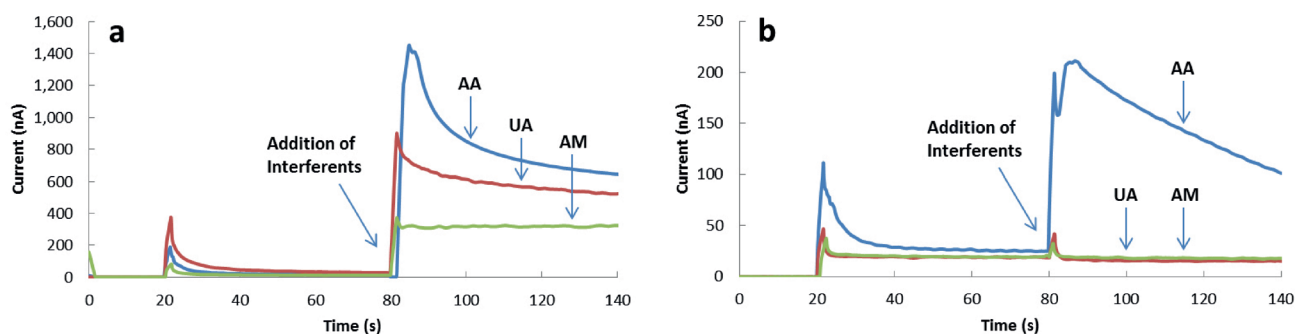 a
1,600
1,400
1,200
1,000
800
600
400
200
0
Current (nA)
0 20 40 60 80 100 120 140
Time (s)
Addition of
Interferents
AA
UA
AM
b
250
200
150
100
50
0
Current (nA)
0 20 40 60 80 100 120 140
Time (s)
Addition of
Interferents
AA
UA AM